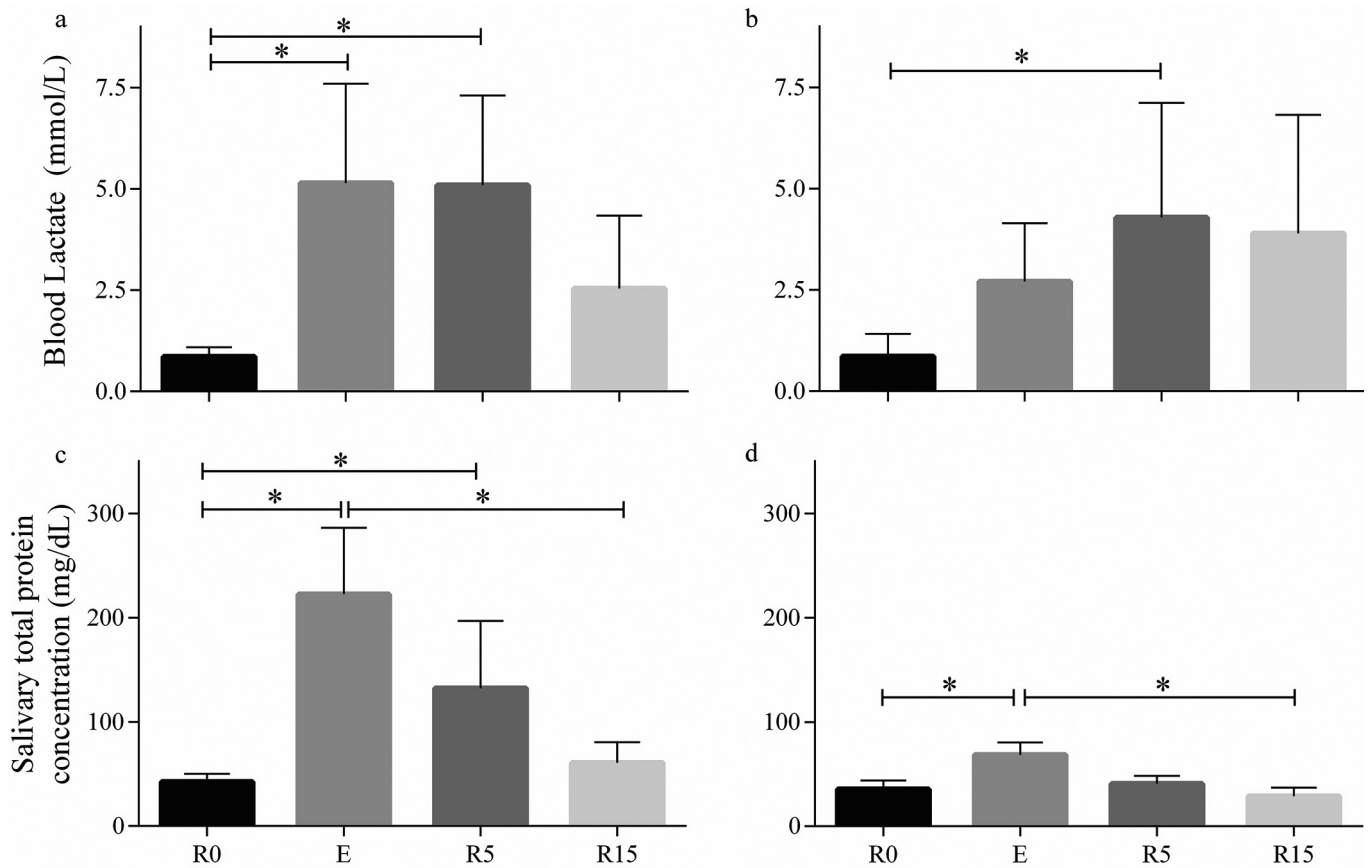 a
* *
Blood Lactate (mmol/L)
7.5
5.0
2.5
0.0
b
*
7.5
5.0
2.5
0.0
c
*
* *
Salivary total protein
concentration (mg/dL)
300
200
100
0
R0 E R5 R15
d
* *
300
200
100
0
R0 E R5 R15